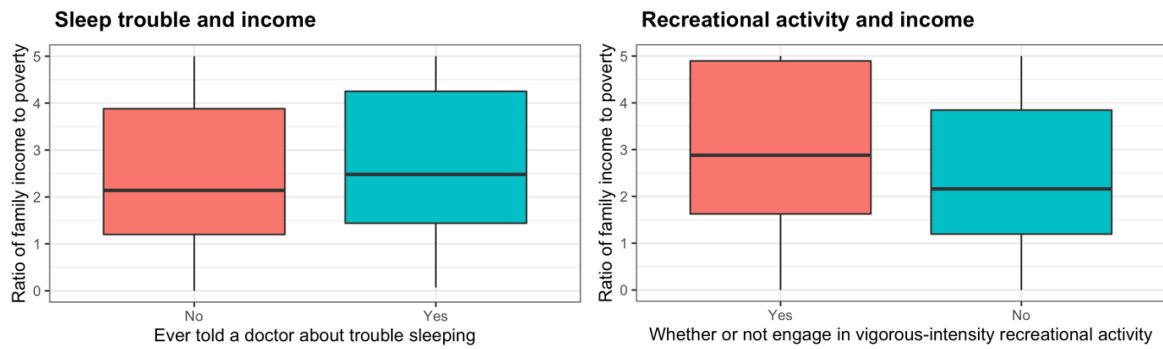 Sleep trouble and income
Ratio of family income to poverty
5
4
3
2
1
0
No Yes
Ever told a doctor about trouble sleeping
Recreational activity and income
Ratio of family income to poverty
5
4
3
2
1
0
Yes No
Whether or not engage in vigorous-intensity recreational activity